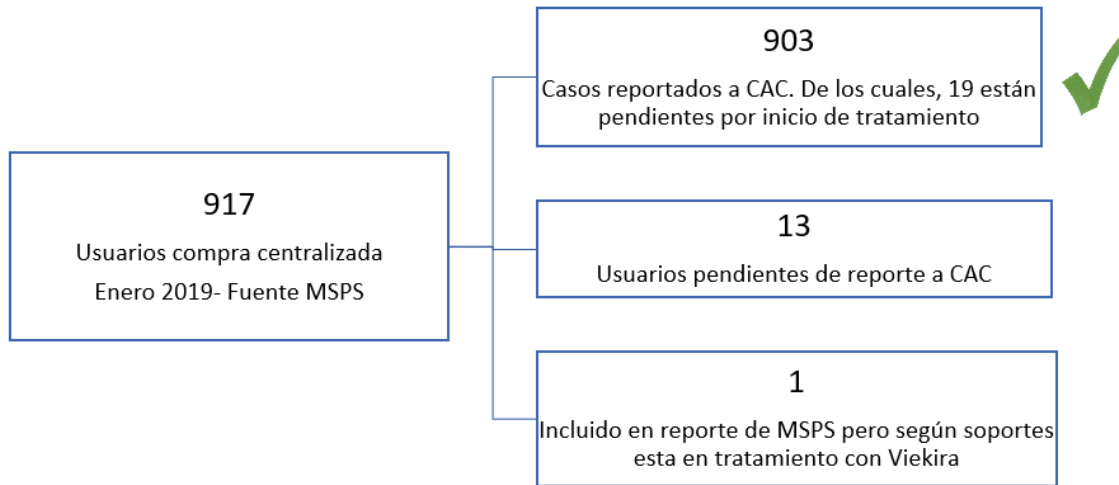 917
Usuarios compra centralizada
Enero 2019- Fuente MSPS
903
Casos reportados a CAC. De los cuales, 19 están
pendientes por inicio de tratamiento
13
Usuarios pendientes de reporte a CAC
1
Incluido en reporte de MSPS pero según soportes
esta en tratamiento con Viekira